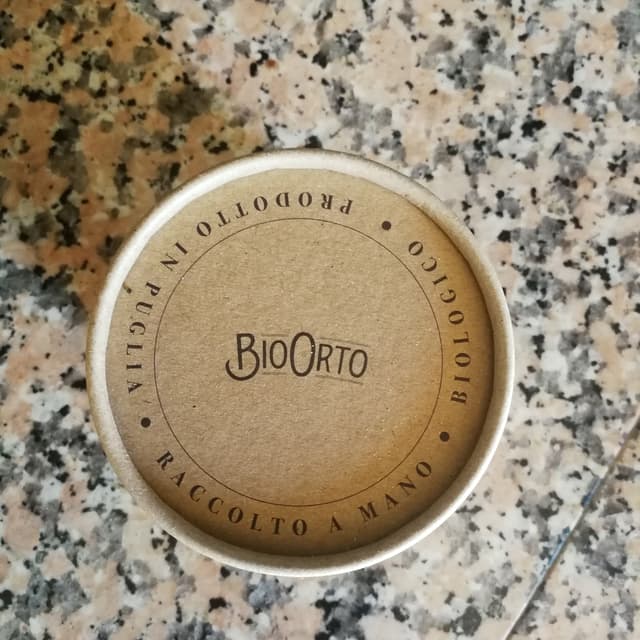 BIOORTO
RACCOLTO A MANO
BIOLOGICO
PRODOTTO IN PUGLIA